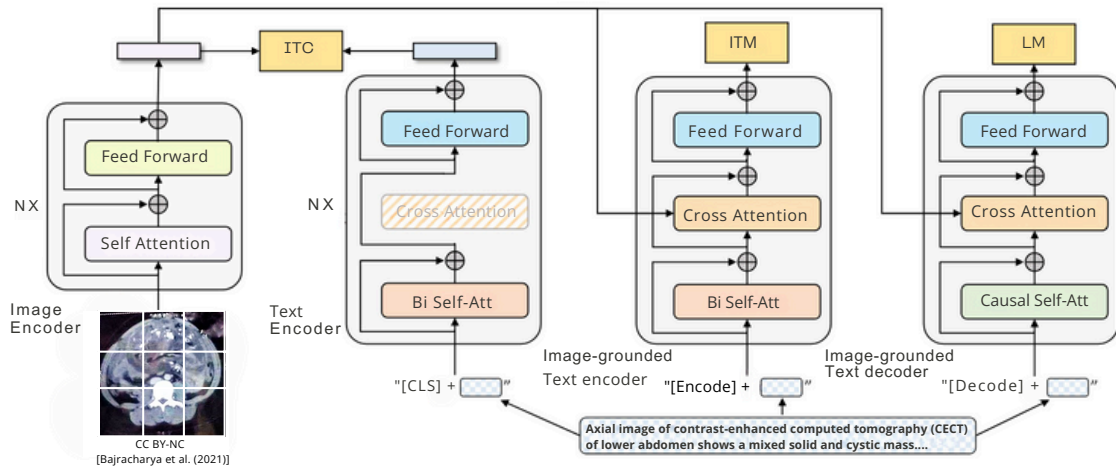 ITC
ITM
LM
Feed Forward
Self Attention
NX
Image
Encoder
CC BY-NC
[Bajracharya et al. (2021)]
Feed Forward
Cross Attention
Bi Self-Att
NX
Text
Encoder
"[CLS] + ”
Feed Forward
Cross Attention
Bi Self-Att
Image-grounded
Text encoder
"[Encode] + ”
Feed Forward
Cross Attention
Causal Self-Att
Image-grounded
Text decoder
"[Decode] + ”
Axial image of contrast-enhanced computed tomography (CECT)
of lower abdomen shows a mixed solid and cystic mass....